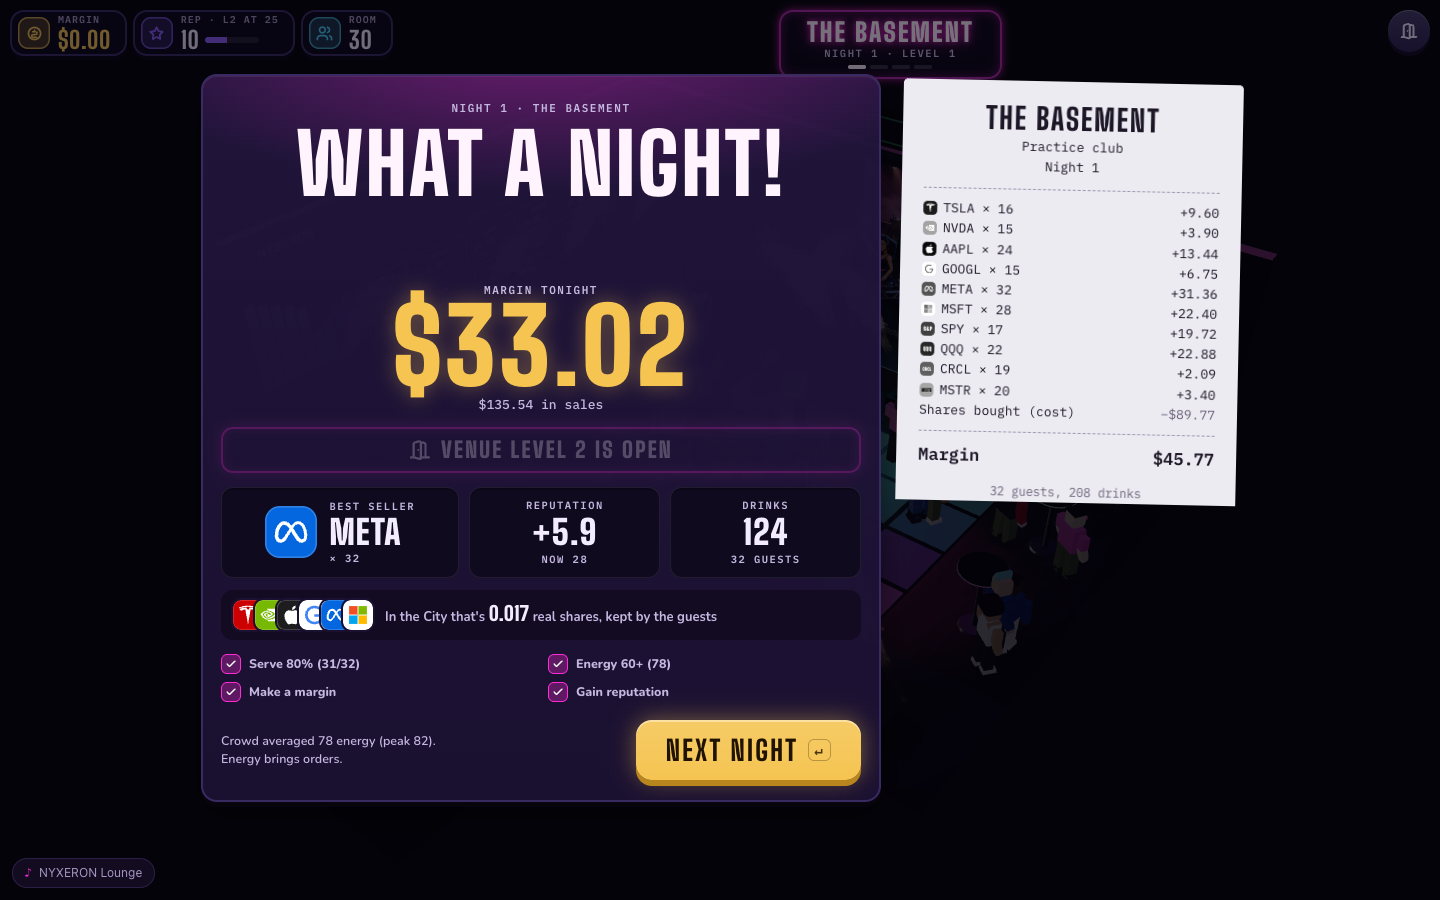 MARGIN
$0.00
REP · L2 AT 25
10
ROOM
30
THE BASEMENT
NIGHT 1 · LEVEL 1
NIGHT 1 · THE BASEMENT
WHAT A NIGHT!
MARGIN TONIGHT
$33.02
$135.54 in sales
VENUE LEVEL 2 IS OPEN
BEST SELLER
META
× 32
REPUTATION
+5.9
NOW 28
DRINKS
124
32 GUESTS
In the City that's 0.017 real shares, kept by the guests
Serve 80% (31/32)
Energy 60+ (78)
Make a margin
Gain reputation
Crowd averaged 78 energy (peak 82).
Energy brings orders.
NEXT NIGHT ↵
THE BASEMENT
Practice club
Night 1
TSLA × 16 +9.60
NVDA × 15 +3.90
AAPL × 24 +13.44
GOOGL × 15 +6.75
META × 32 +31.36
MSFT × 28 +22.40
SPY × 17 +19.72
QQQ × 22 +22.88
CRCL × 19 +2.09
MSTR × 20 +3.40
Shares bought (cost) −$89.77
Margin $45.77
32 guests, 208 drinks
♪ NYXERON Lounge